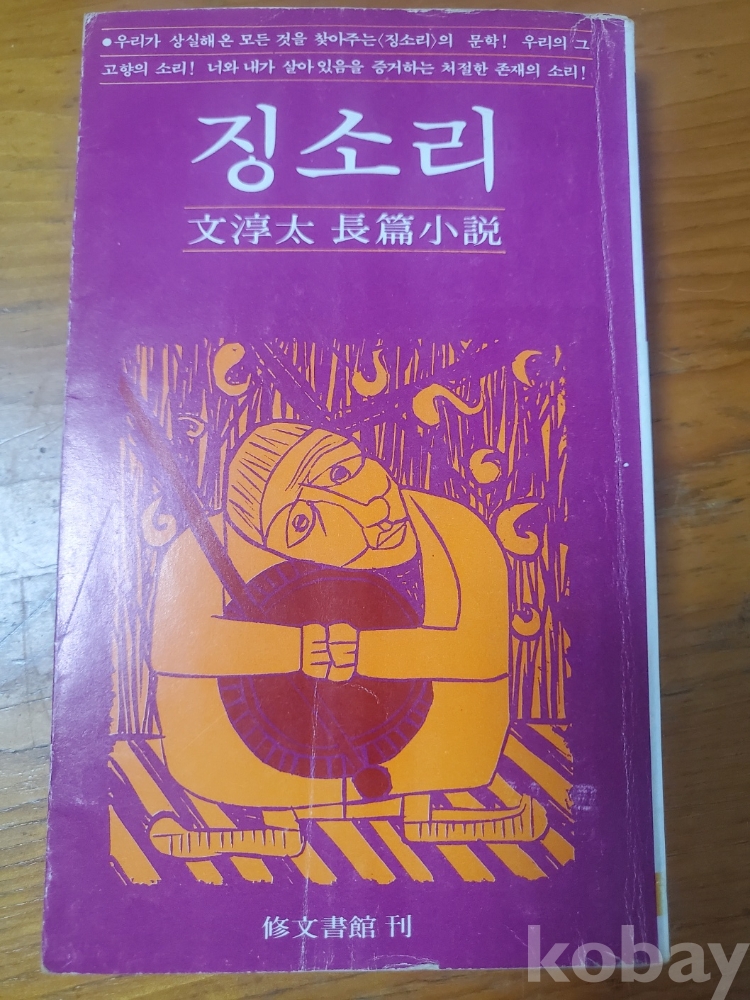 ●우리가 상실해 온 모든 것을 찾아주는〈징소리〉의 문학! 우리의 그
고향의 소리! 너와 내가 살아 있음을 증거하는 처절한 존재의 소리!
징소리
文淳太 長篇小説
修文書館 刊
kobay